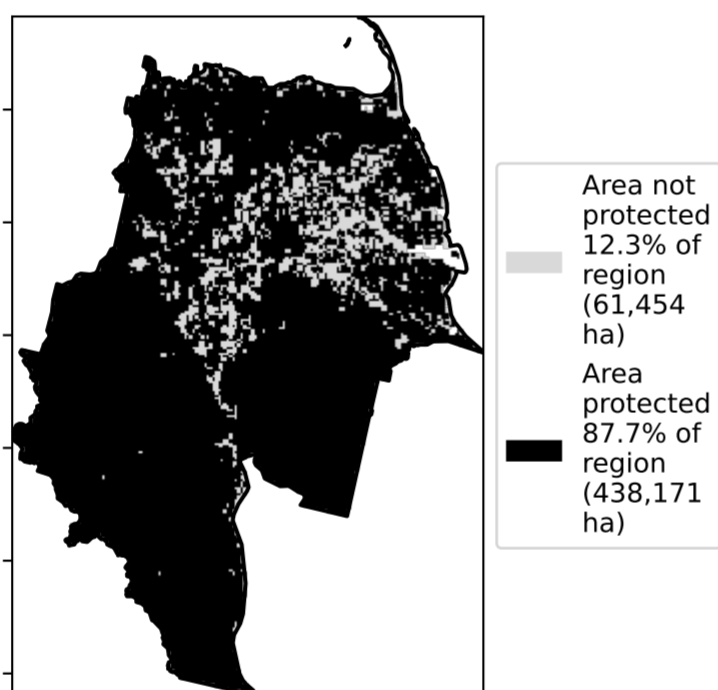 Area not
protected
12.3% of
region
(61,454
ha)
Area
protected
87.7% of
region
(438,171
ha)